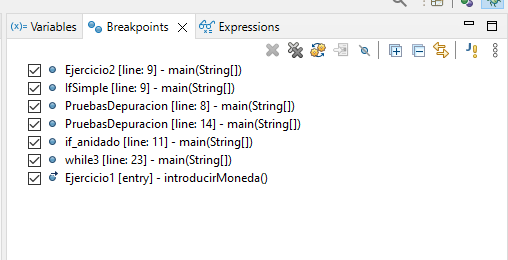 (x)= Variables Breakpoints Expressions
Ejercicio2 [line: 9] - main(String[])
IfSimple [line: 9] - main(String[])
PruebasDepuracion [line: 8] - main(String[])
PruebasDepuracion [line: 14] - main(String[])
if_anidado [line: 11] - main(String[])
while3 [line: 23] - main(String[])
Ejercicio1 [entry] - introducirMoneda()